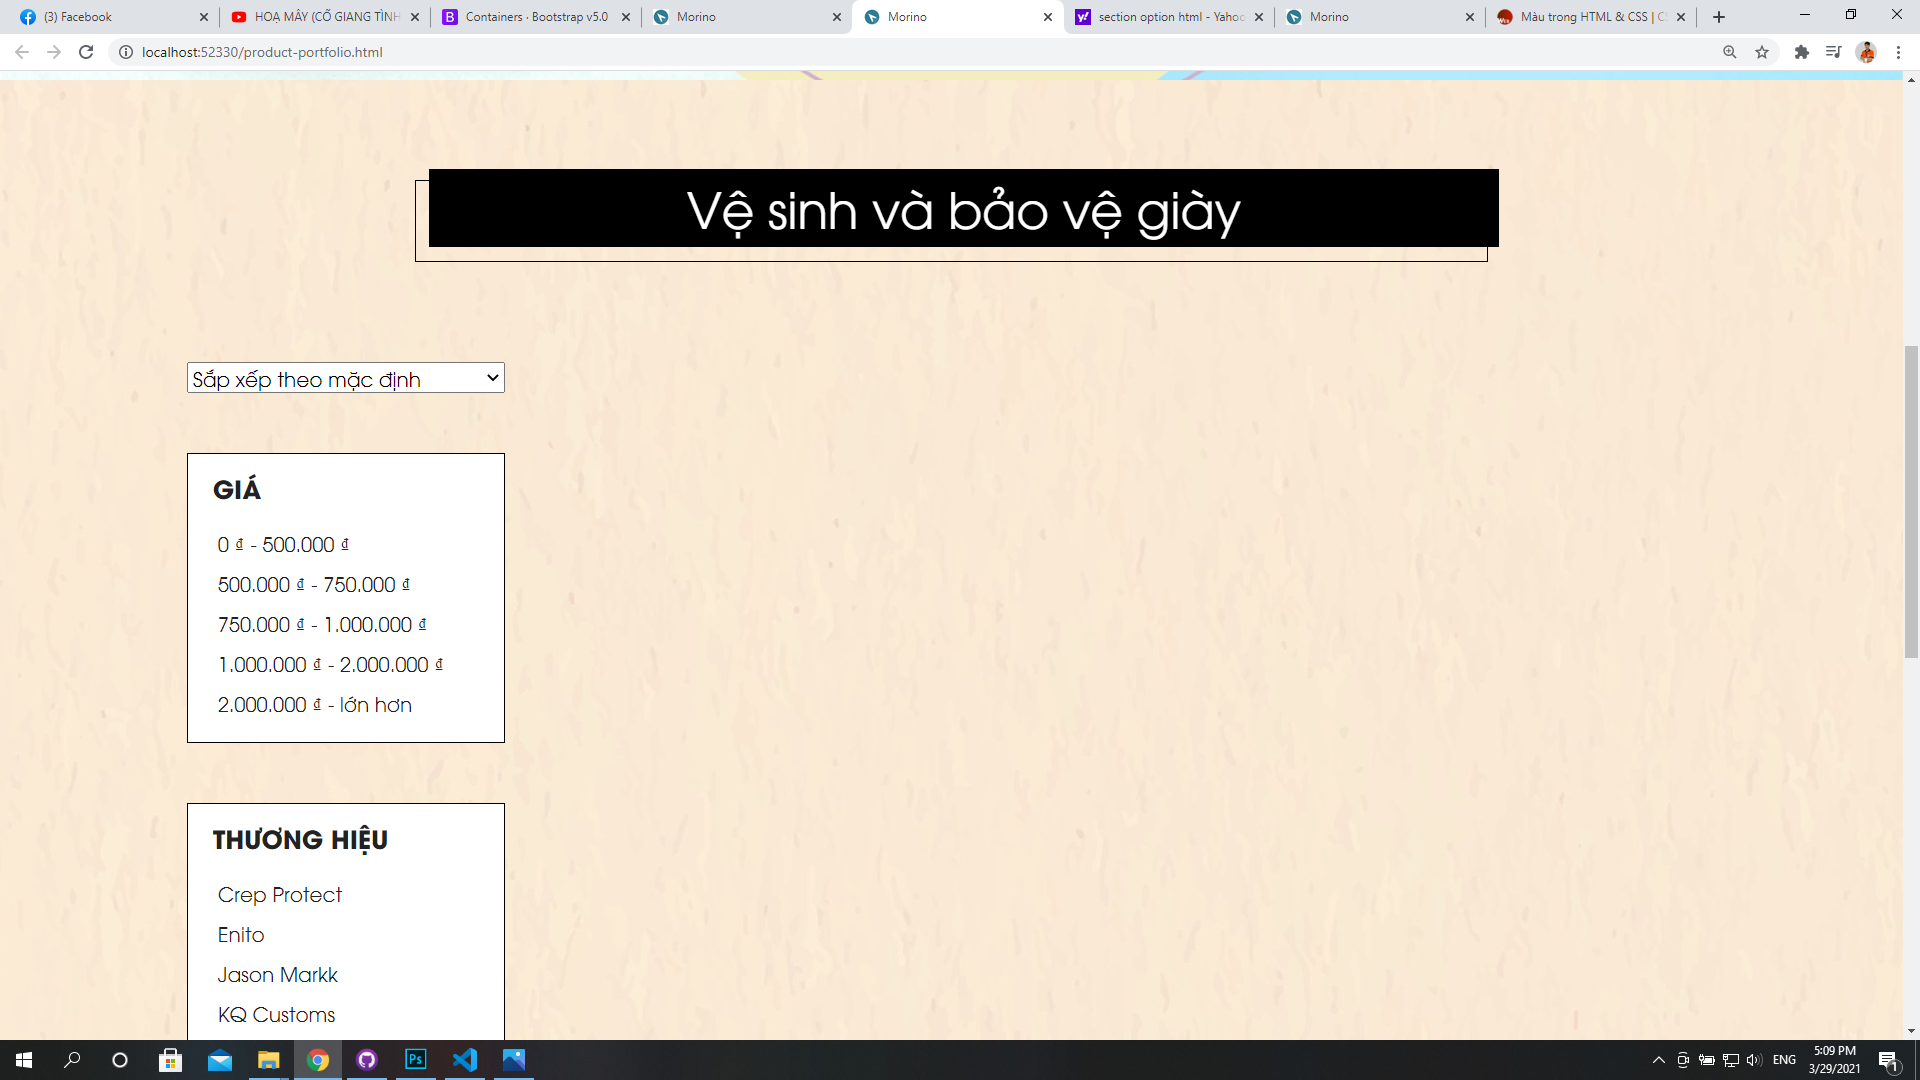 (3) Facebook
HOẠ MÂY (CỐ GIANG TÌNH
Containers · Bootstrap v5.0
Morino
Morino
section option html - Yahoo
Morino
Màu trong HTML & CSS | CS
localhost:52330/product-portfolio.html
Vệ sinh và bảo vệ giày
Sắp xếp theo mặc định
GIÁ
0 ₫ - 500.000 ₫
500.000 ₫ - 750.000 ₫
750.000 ₫ - 1.000.000 ₫
1.000.000 ₫ - 2.000.000 ₫
2.000.000 ₫ - lớn hơn
THƯƠNG HIỆU
Crep Protect
Enito
Jason Markk
KQ Customs
Ps
ENG
5:09 PM
3/29/2021
1